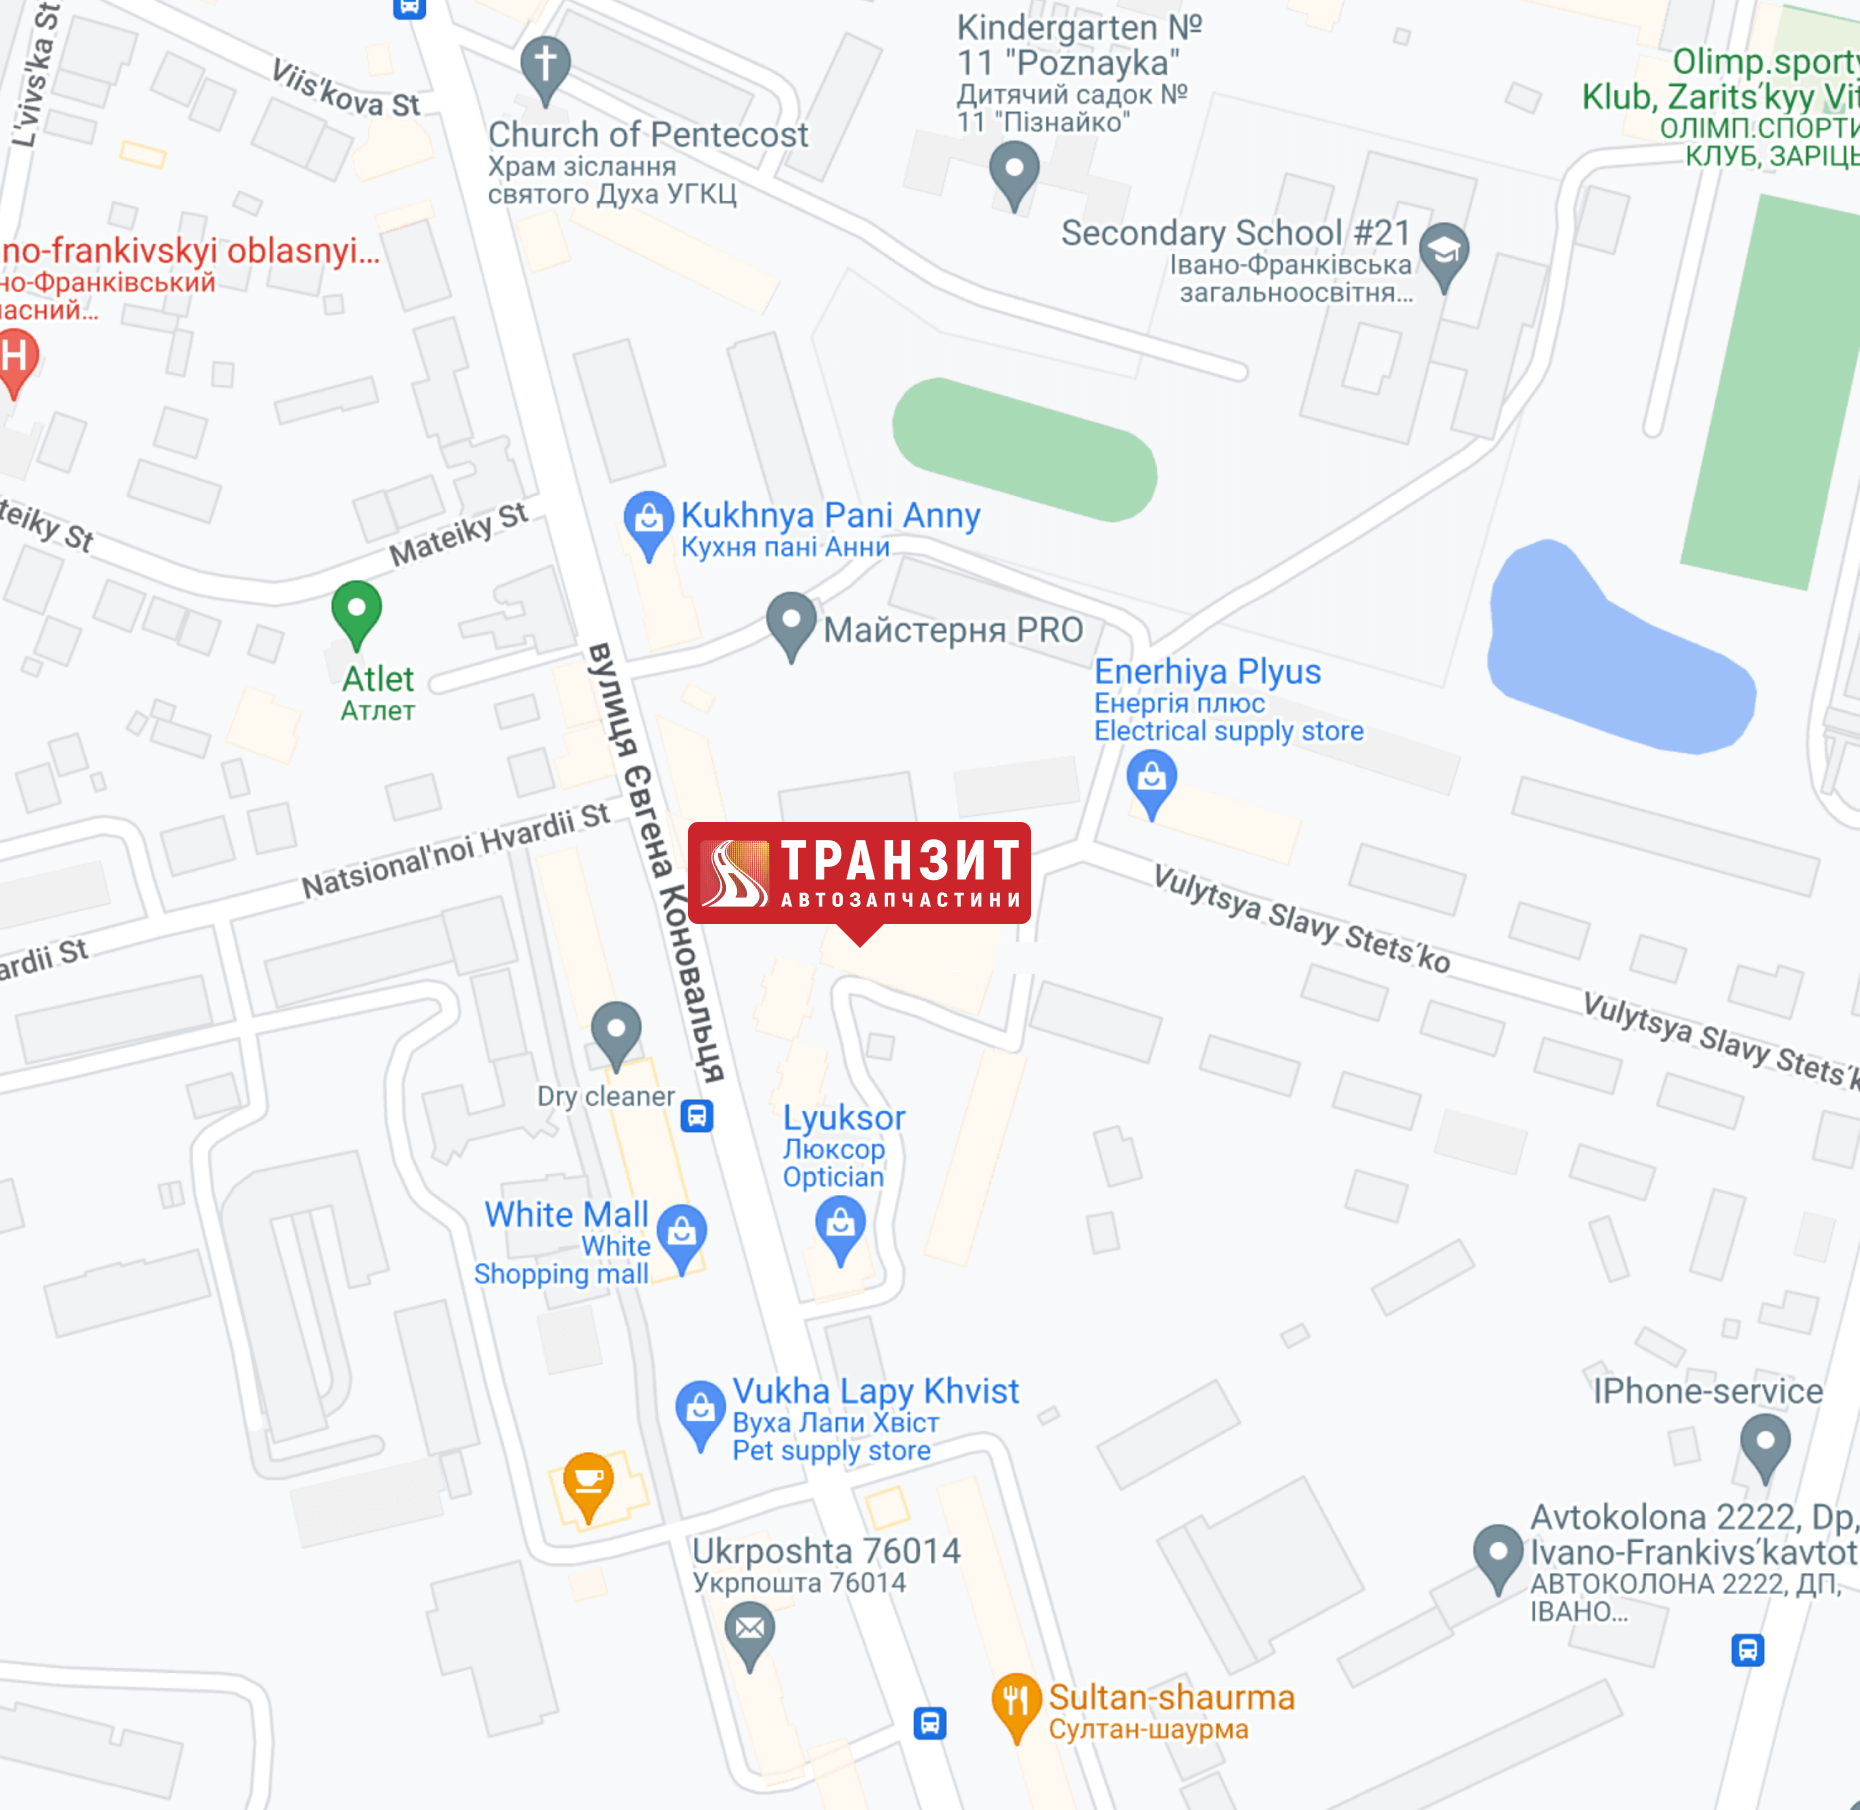 L'vivs'ka St
Viis'kova St
Church of Pentecost
Храм зіслання
святого Духа УГКЦ
Kindergarten №
11 "Poznayka"
Дитячий садок №
11 "Пізнайко"
Olimp.sporty
Klub, Zarits'kyy Vit
ОЛІМП.СПОРТИ
КЛУБ, ЗАРІЦЬ
Secondary School #21
Івано-Франківська
загальноосвітня...
no-frankivskyi oblasnyi...
но-Франківський
ласний...
H
teiky St
Mateiky St
Kukhnya Pani Anny
Кухня пані Анни
Майстерня PRO
Atlet
Атлет
Enerhiya Plyus
Енергія плюс
Electrical supply store
вулиця Євгена Коновальця
Natsional'noi Hvardii St
ardii St
ТРАНЗИТ
АВТОЗАПЧАСТИНИ
Vulytsya Slavy Stets'ko
Vulytsya Slavy Stets'k
Dry cleaner
Lyuksor
Люксор
Optician
White Mall
White
Shopping mall
Vukha Lapy Khvist
Вуха Лапи Хвіст
Pet supply store
IPhone-service
Avtokolona 2222, Dp,
Ivano-Frankivs'kavtot
АВТОКОЛОНА 2222, ДП,
ІВАНО...
Ukrposhta 76014
Укрпошта 76014
Sultan-shaurma
Султан-шаурма